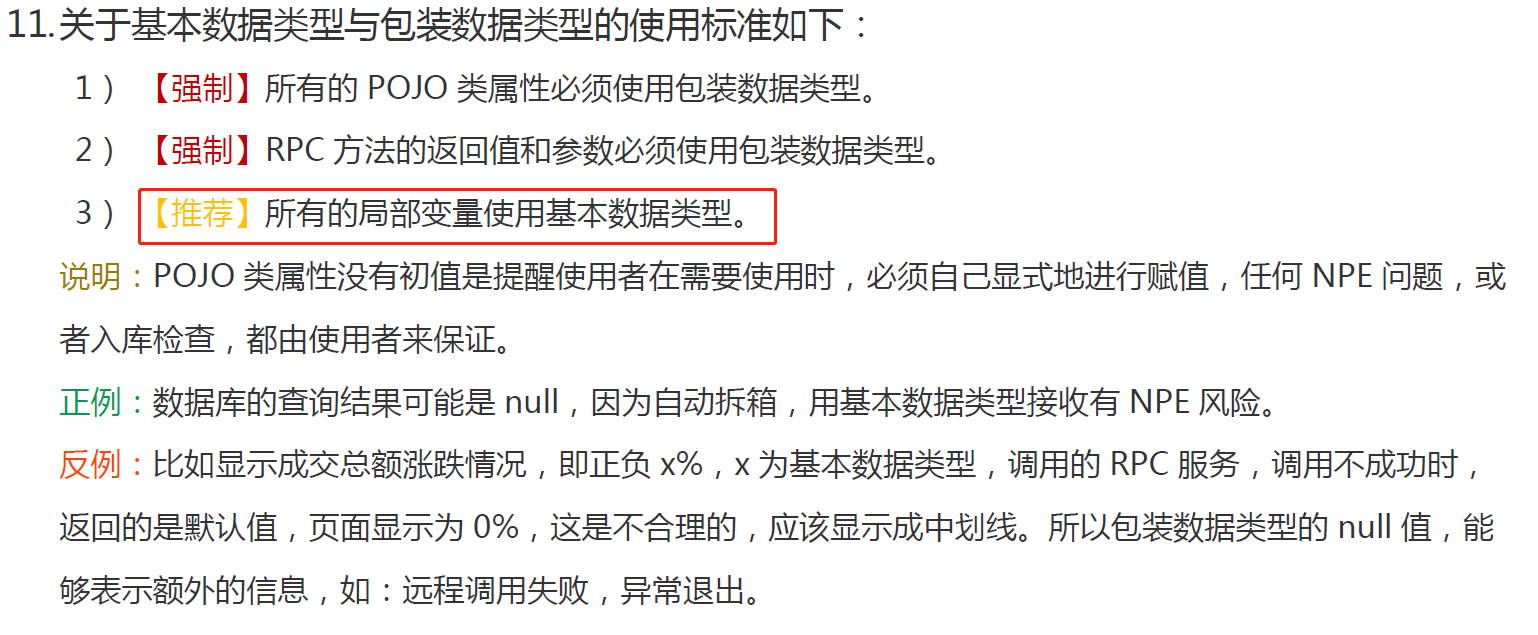 11.关于基本数据类型与包装数据类型的使用标准如下：
1） 【强制】所有的 POJO 类属性必须使用包装数据类型。
2） 【强制】RPC 方法的返回值和参数必须使用包装数据类型。
3） 【推荐】所有的局部变量使用基本数据类型。
说明：POJO 类属性没有初值是提醒使用者在需要使用时，必须自己显式地进行赋值，任何 NPE 问题，或
者入库检查，都由使用者来保证。
正例：数据库的查询结果可能是 null，因为自动拆箱，用基本数据类型接收有 NPE 风险。
反例：比如显示成交总额涨跌情况，即正负 x%，x 为基本数据类型，调用的 RPC 服务，调用不成功时，
返回的是默认值，页面显示为 0%，这是不合理的，应该显示成中划线。所以包装数据类型的 null 值，能
够表示额外的信息，如：远程调用失败，异常退出。